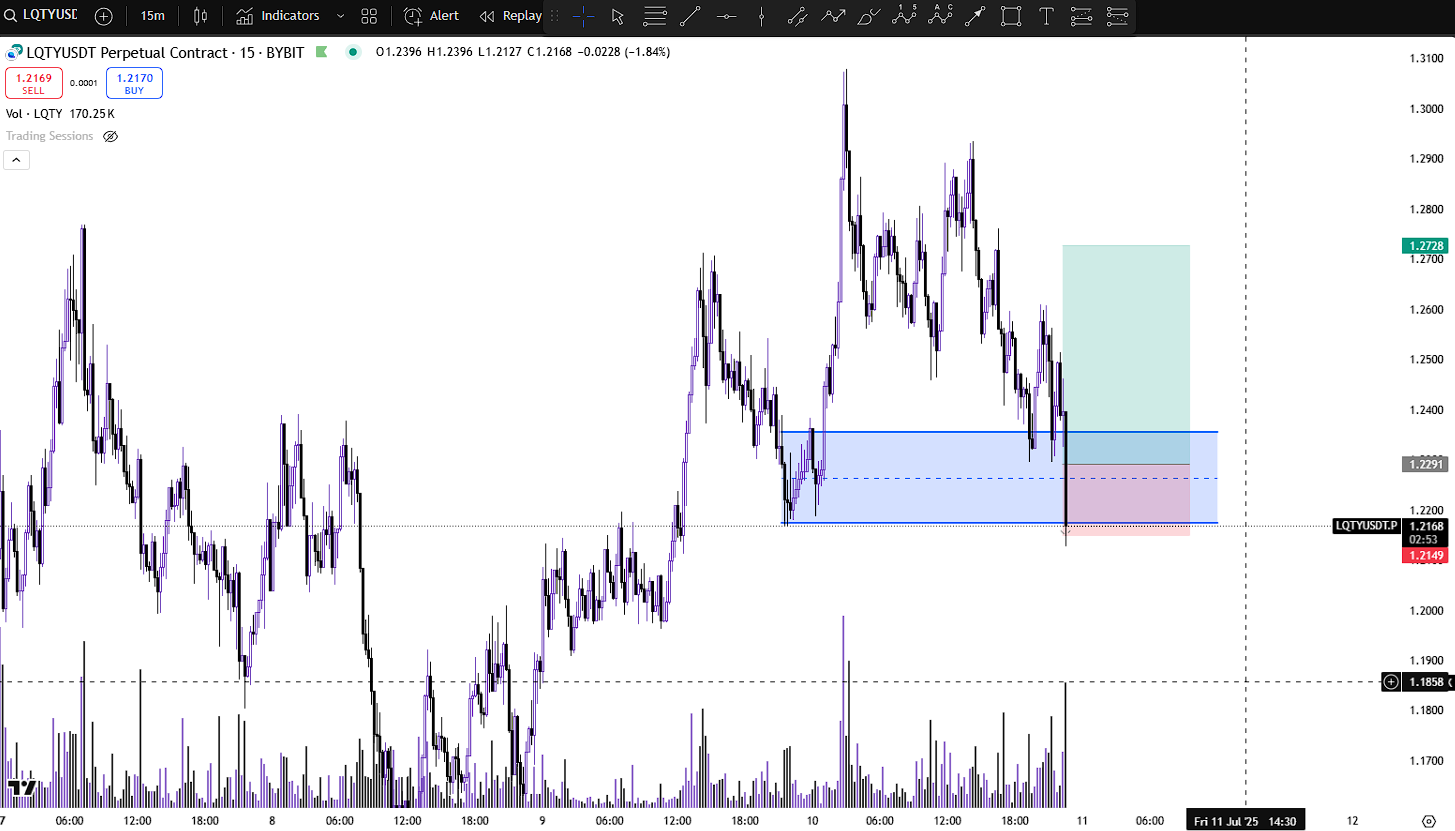 LQTYUSD 15m Indicators Alert Replay
LQTYUSDT Perpetual Contract · 15 · BYBIT O1.2396 H1.2396 L1.2127 C1.2168 −0.0228 (−1.84%)
1.2169 0.0001 1.2170
SELL BUY
Vol · LQTY 170.25K
Trading Sessions
1 5
A C
1.3100
1.3000
1.2900
1.2800
1.2728
1.2700
1.2600
1.2500
1.2400
1.2291
1.2200
LQTYUSDT.P 1.2168
02:53
1.2149
1.2000
1.1900
1.1858
1.1800
1.1700
7 06:00 12:00 18:00 8 06:00 12:00 18:00 9 06:00 12:00 18:00 10 06:00 12:00 18:00 11 06:00 Fri 11 Jul '25 14:30 12